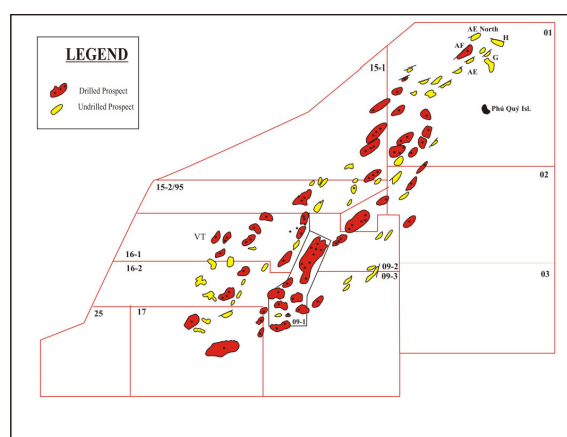 LEGEND
Drilled Prospect
Undrilled Prospect
AE North
01
H
AF
G
15-1
AE
Phú Quý Isl.
02
15-2/95
VT
16-1
16-2
09-2
09-3
03
25
17
09-1